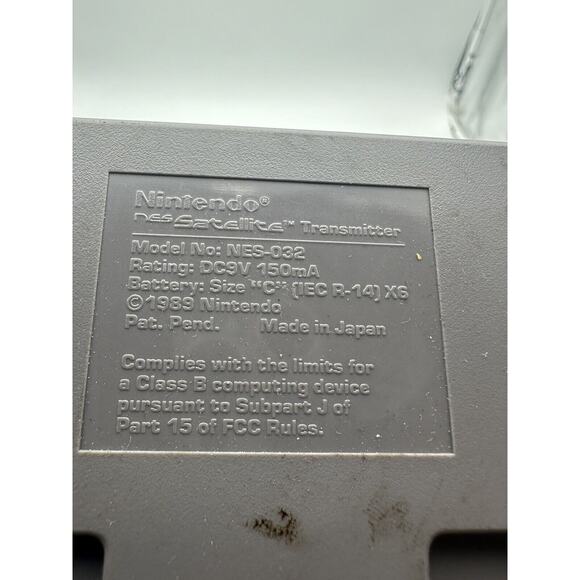 Nintendo®
nes Satellite™ Transmitter
Model No: NES-032
Rating: DC9V 150mA
Battery: Size "C" (IEC R-14) X6
©1989 Nintendo
Pat. Pend. Made in Japan
Complies with the limits for
a Class B computing device
pursuant to Subpart J of
Part 15 of FCC Rules.